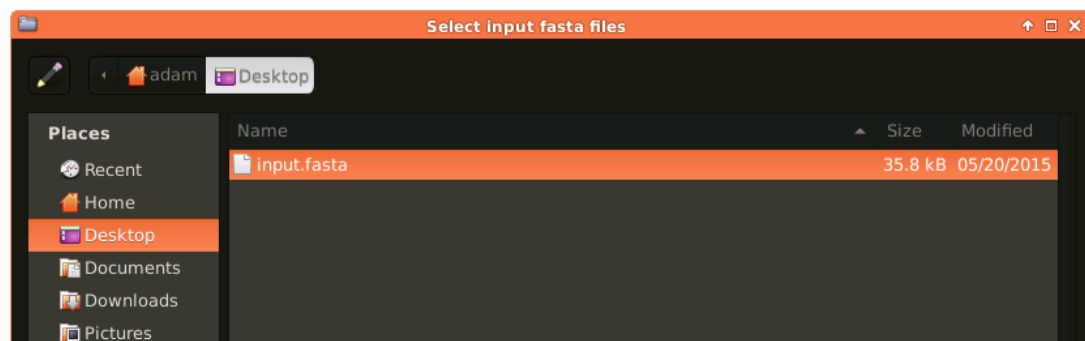 Select input fasta files
adam Desktop
Places
Recent
Home
Desktop
Documents
Downloads
Pictures
Name Size Modified
input.fasta 35.8 kB 05/20/2015